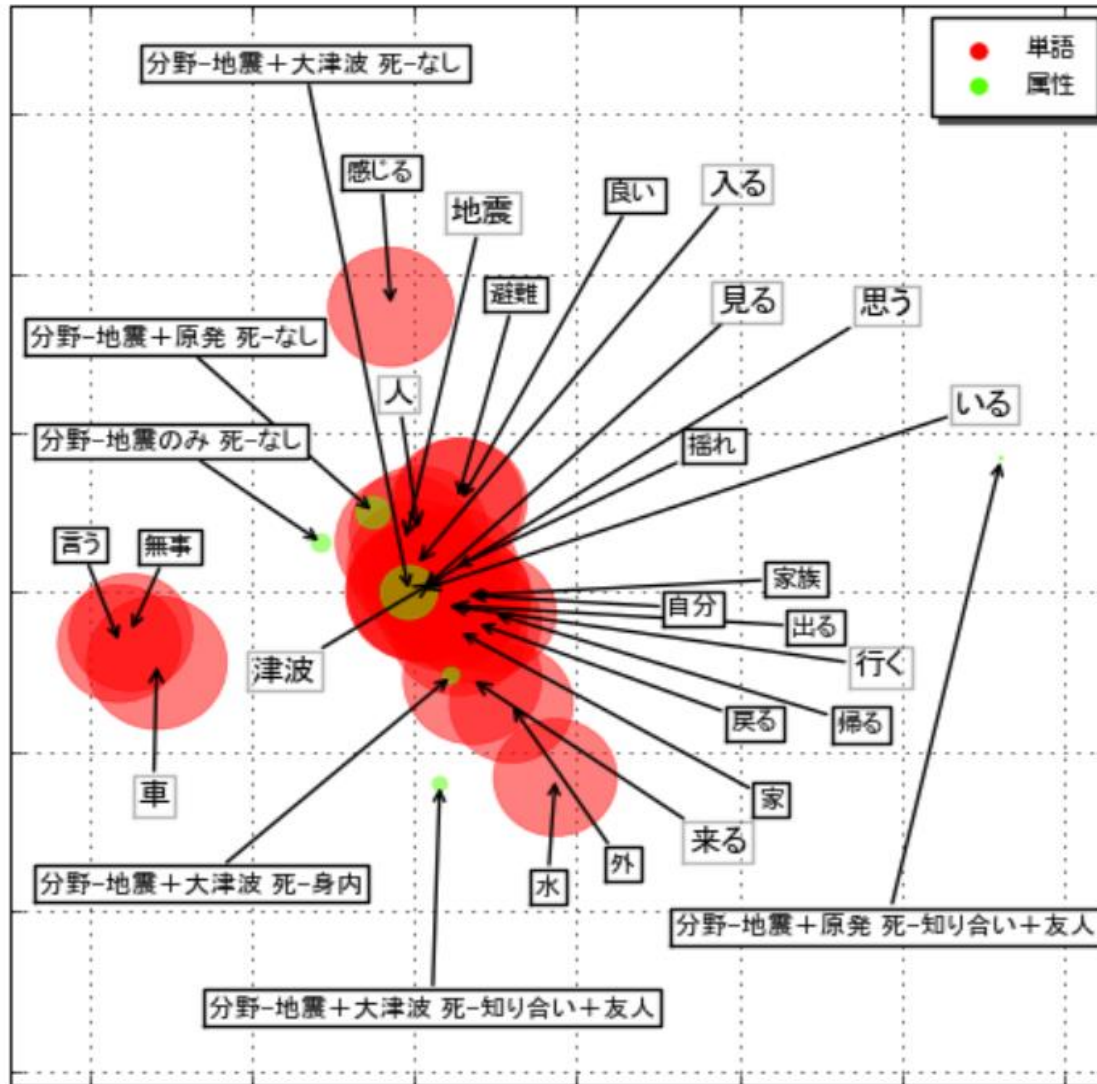 単語
属性
分野-地震+大津波 死-なし
感じる
地震
良い
入る
避難
見る
思う
分野-地震+原発 死-なし
人
いる
分野-地震のみ 死-なし
揺れ
言う
無事
家族
自分
出る
津波
行く
戻る
帰る
車
家
来る
外
分野-地震+大津波 死-身内
水
分野-地震+原発 死-知り合い+友人
分野-地震+大津波 死-知り合い+友人